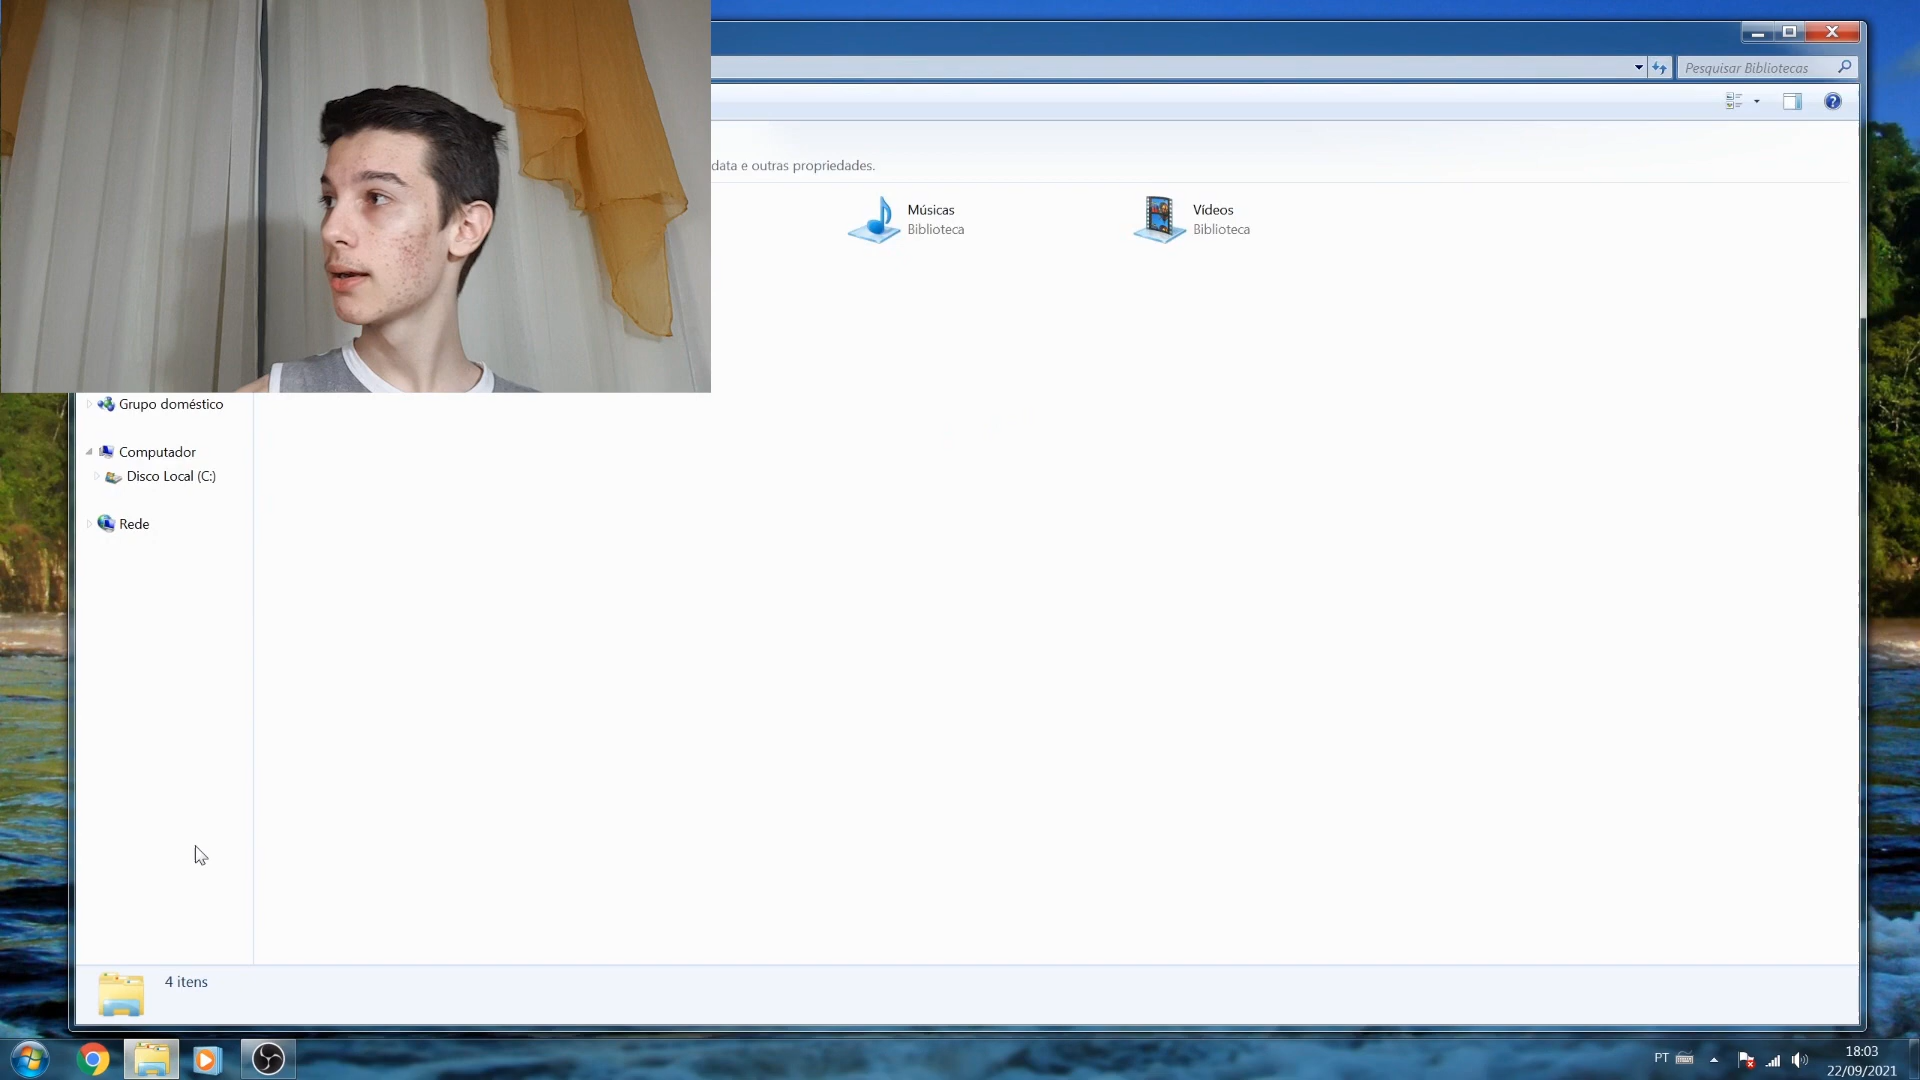 Pesquisar Bibliotecas
data e outras propriedades.
Músicas
Biblioteca
Vídeos
Biblioteca
Grupo doméstico
Computador
Disco Local (C:)
Rede
4 itens
PT
18:03
22/09/2021